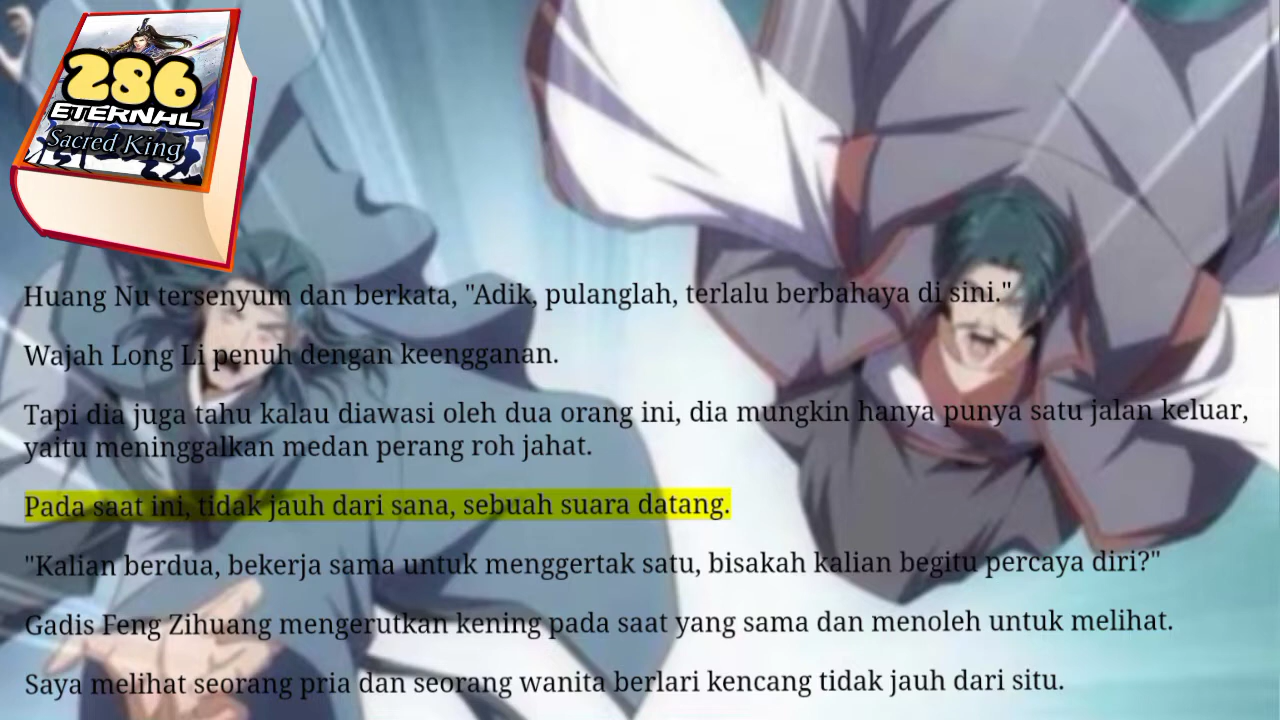 286
ETERNAL
Sacred King
Huang Nu tersenyum dan berkata, "Adik, pulanglah, terlalu berbahaya di sini."
Wajah Long Li penuh dengan keengganan.
Tapi dia juga tahu kalau diawasi oleh dua orang ini, dia mungkin hanya punya satu jalan keluar,
yaitu meninggalkan medan perang roh jahat.
Pada saat ini, tidak jauh dari sana, sebuah suara datang.
"Kalian berdua, bekerja sama untuk menggertak satu, bisakah kalian begitu percaya diri?"
Gadis Feng Zihuang mengerutkan kening pada saat yang sama dan menoleh untuk melihat.
Saya melihat seorang pria dan seorang wanita berlari kencang tidak jauh dari situ.